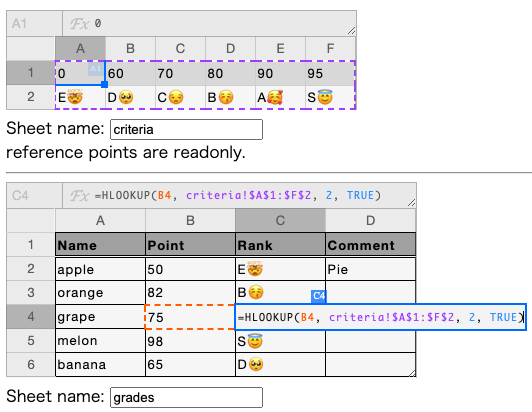 A1 Fx 0
A B C D E F
A1
1 0 60 70 80 90 95
2 E🤯 D🥺 C😔 B😚 A🥰 S😇
Sheet name: criteria
reference points are readonly.
C4 Fx =HLOOKUP(B4, criteria!$A$1:$F$2, 2, TRUE)
A B C D
1 Name Point Rank Comment
2 apple 50 E🤯 Pie
3 orange 82 B😚
C4
4 grape 75 =HLOOKUP(B4, criteria!$A$1:$F$2, 2, TRUE)
5 melon 98 S😇
6 banana 65 D🥺
Sheet name: grades